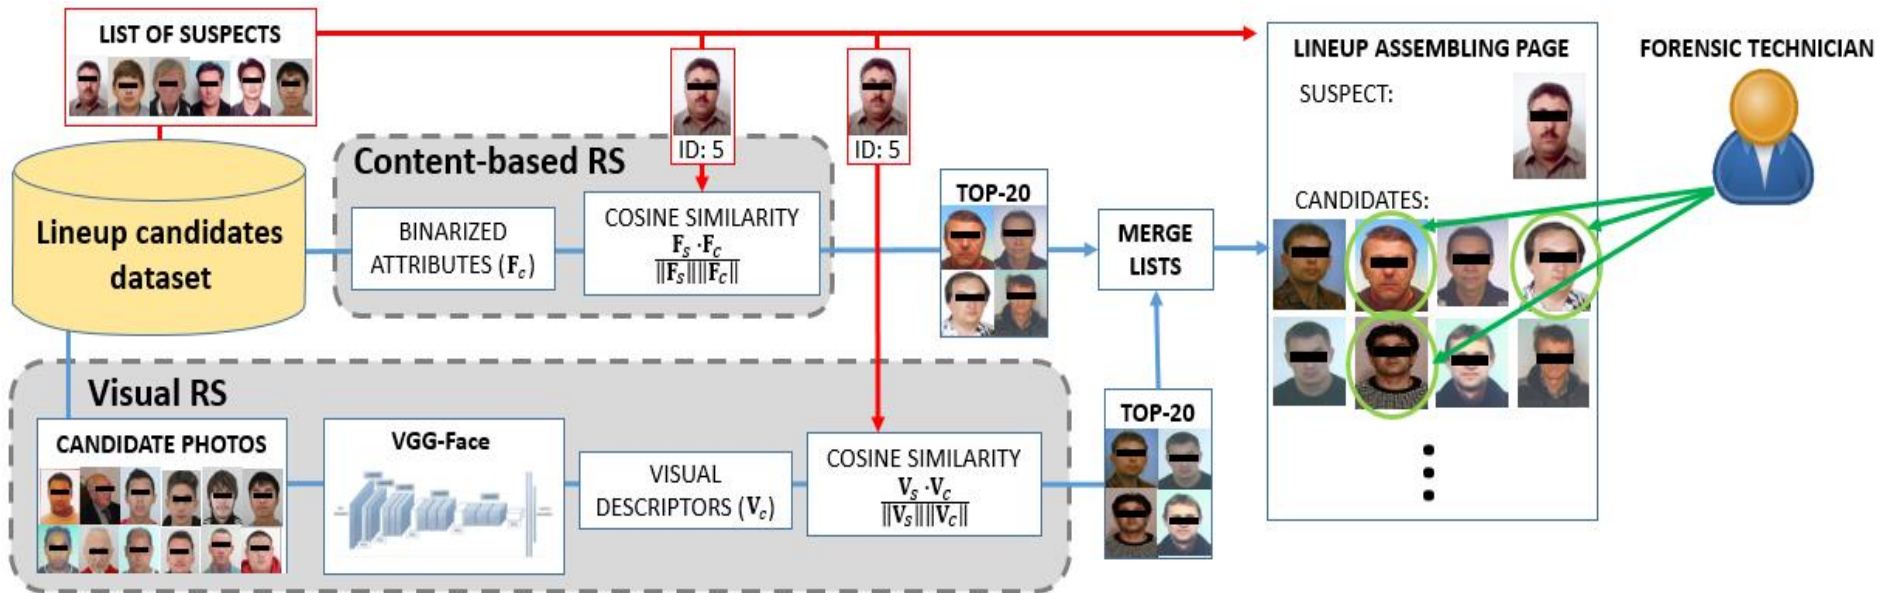 LIST OF SUSPECTS
Lineup candidates
dataset
Content-based RS
ID: 5
ID: 5
BINARIZED
ATTRIBUTES (F_c)
COSINE SIMILARITY
F_s · F_c
‖F_s‖‖F_c‖
TOP-20
MERGE
LISTS
LINEUP ASSEMBLING PAGE
SUSPECT:
CANDIDATES:
FORENSIC TECHNICIAN
Visual RS
CANDIDATE PHOTOS
VGG-Face
VISUAL
DESCRIPTORS (V_c)
COSINE SIMILARITY
V_s · V_c
‖V_s‖‖V_c‖
TOP-20